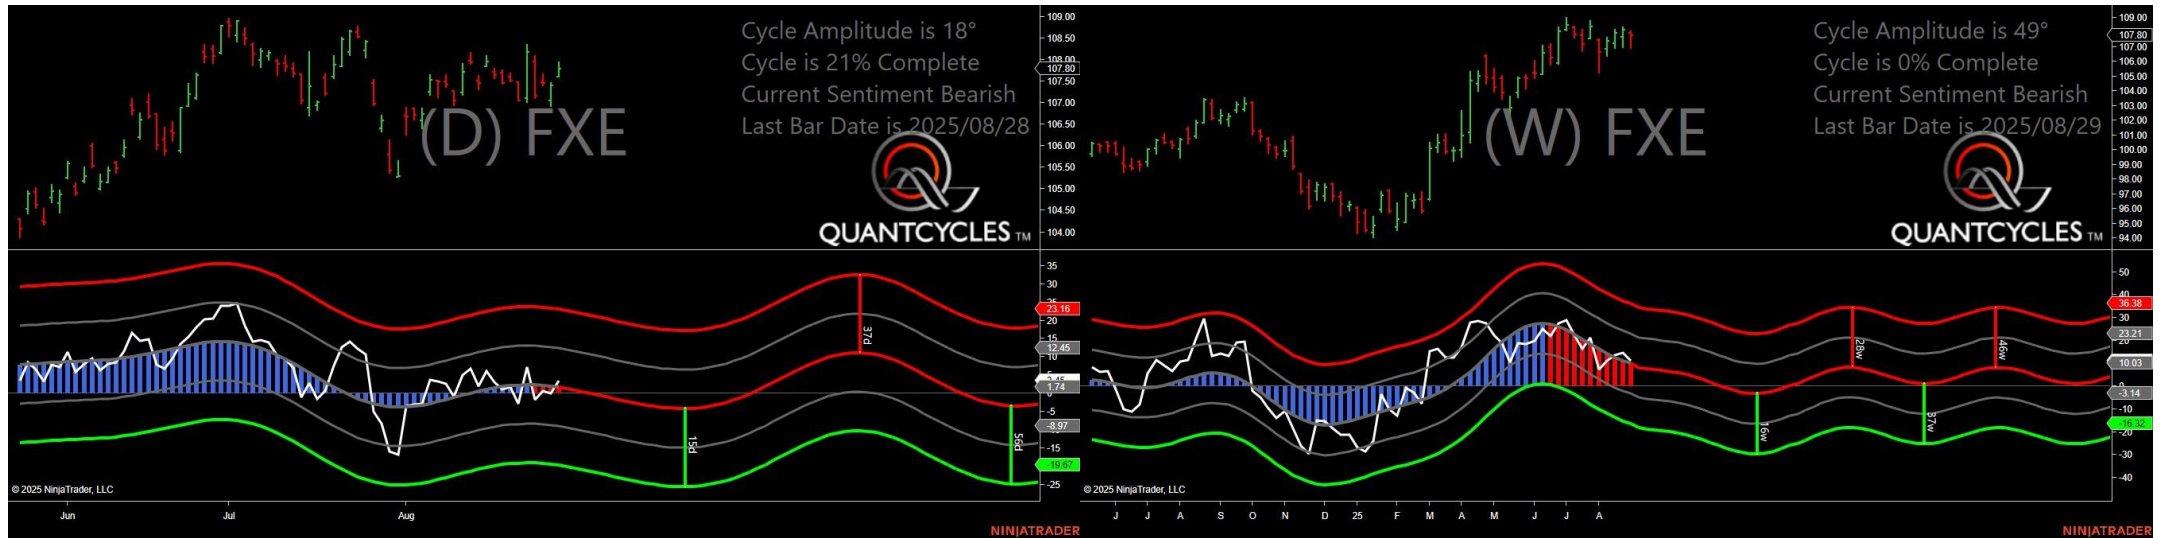 Cycle Amplitude is 18°
Cycle is 21% Complete
Current Sentiment Bearish
Last Bar Date is 2025/08/28
(D) FXE
QUANTCYCLES TM
109.00
108.50
108.00
107.80
107.50
107.00
106.50
106.00
105.50
105.00
104.50
104.00
35
30
23.16
20
15
12.45
10
1.74
0
-5
-8.97
-15
-19.67
-25
37d
15d
56d
© 2025 NinjaTrader, LLC
Jun Jul Aug
NINJATRADER
Cycle Amplitude is 49°
Cycle is 0% Complete
Current Sentiment Bearish
Last Bar Date is 2025/08/29
(W) FXE
QUANTCYCLES TM
109.00
107.80
107.00
106.00
105.00
104.00
103.00
102.00
101.00
100.00
99.00
98.00
97.00
96.00
95.00
94.00
50
40
36.38
30
23.21
20
10.03
0
-3.14
-10
-16.32
-20
-30
-40
28w
46w
16w
37w
© 2025 NinjaTrader, LLC
J J A S O N D 25 F M A M J J A
NINJATRADER